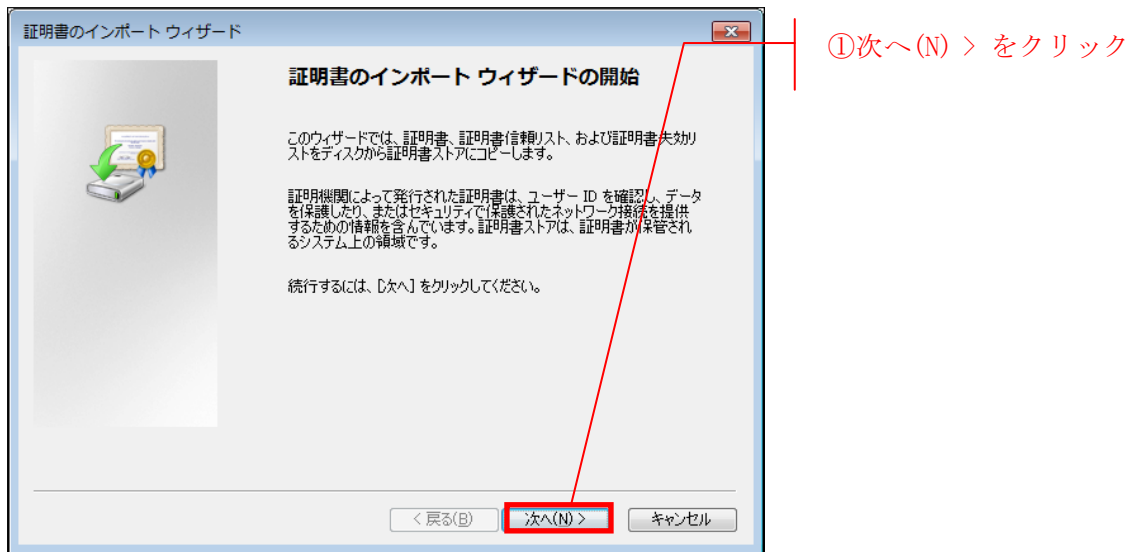 証明書のインポート ウィザード
①次へ(N) > をクリック
証明書のインポート ウィザードの開始
このウィザードでは、証明書、証明書信頼リスト、および証明書失効リ
ストをディスクから証明書ストアにコピーします。
証明機関によって発行された証明書は、ユーザー ID を確認し、データ
を保護したり、またはセキュリティで保護されたネットワーク接続を提供
するための情報を含んでいます。証明書ストアは、証明書が保管され
るシステム上の領域です。
続行するには、[次へ] をクリックしてください。
< 戻る(B)
次へ(N) >
キャンセル